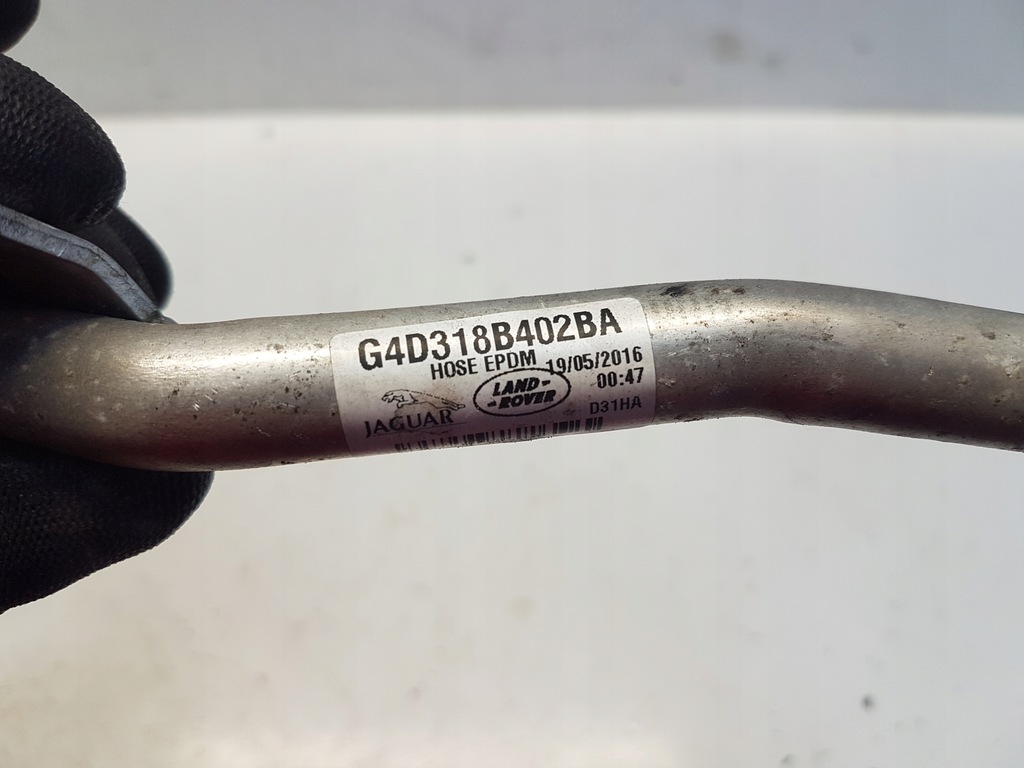 G4D318B402BA
HOSE EPDM 19/05/2016
00:47
JAGUAR
LAND-
-ROVER
D31HA